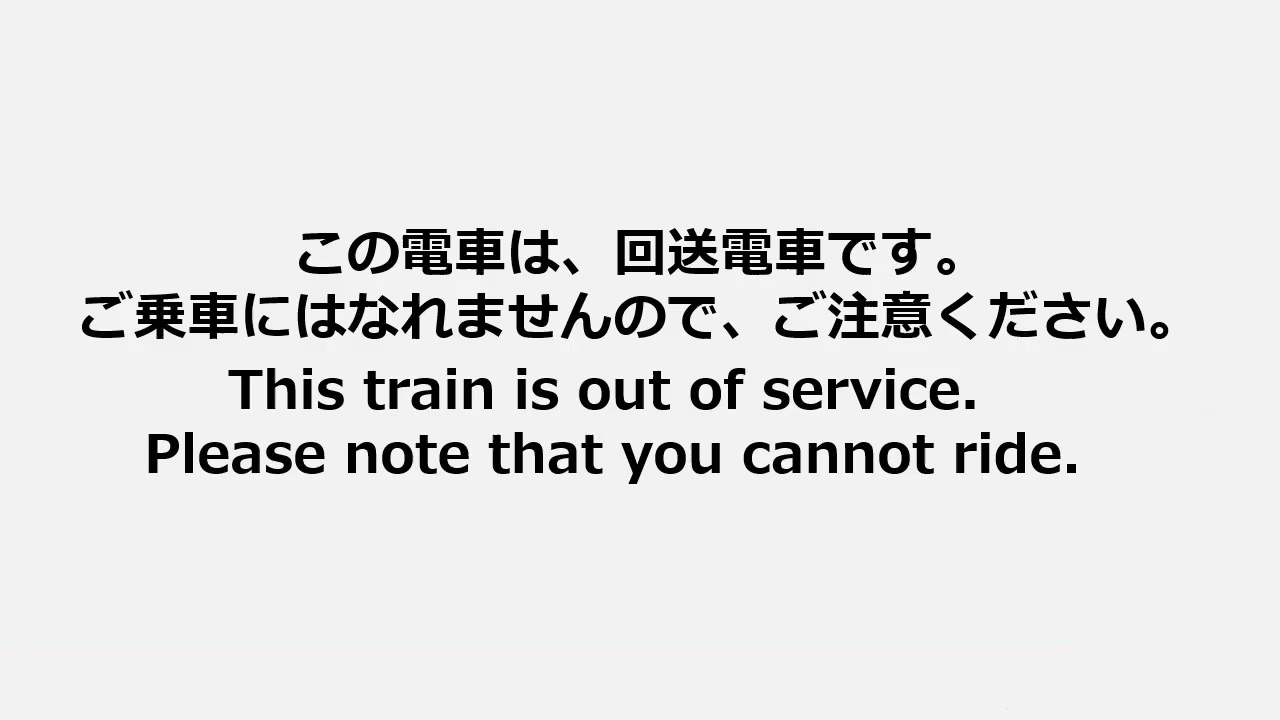 この電車は、回送電車です。
ご乗車にはなれませんので、ご注意ください。
This train is out of service.
Please note that you cannot ride.